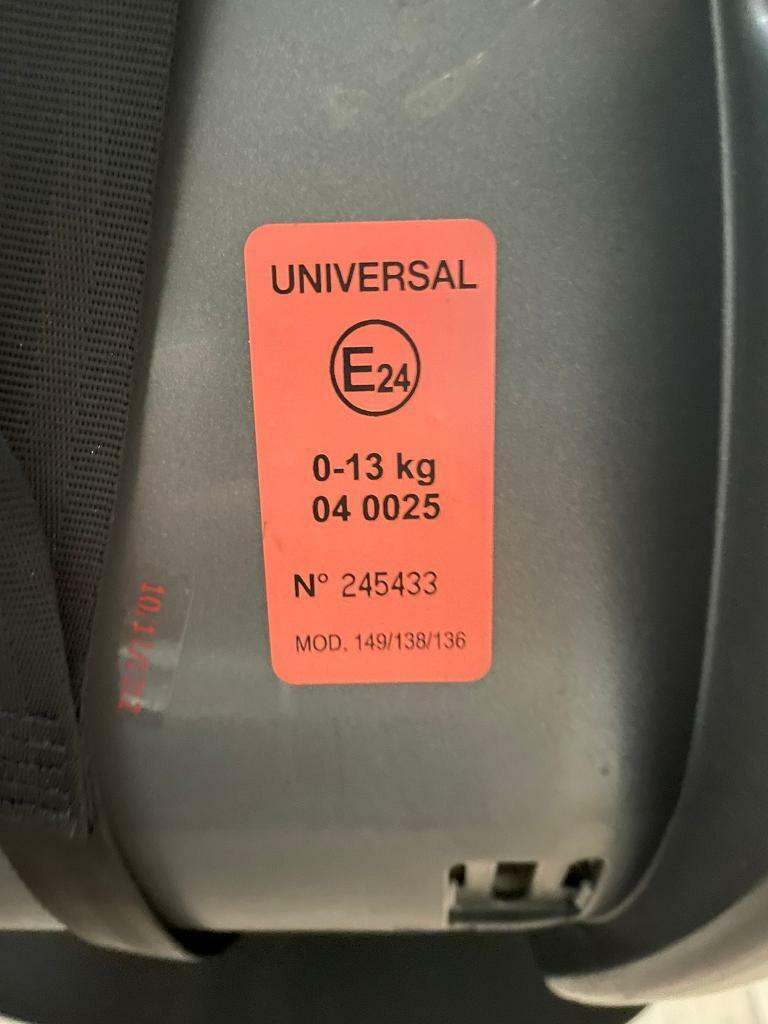 UNIVERSAL
E24
0-13 kg
04 0025
N° 245433
MOD. 149/138/136